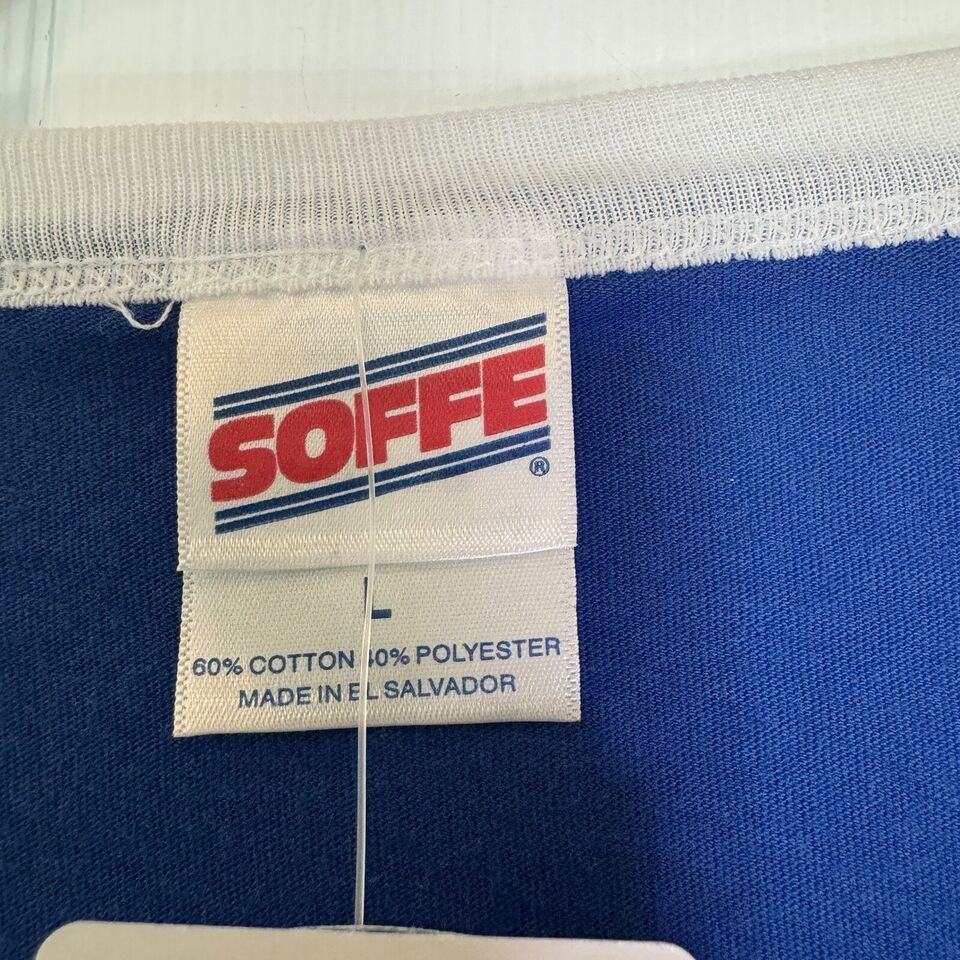 SOFFE
®
L
60% COTTON 40% POLYESTER
MADE IN EL SALVADOR